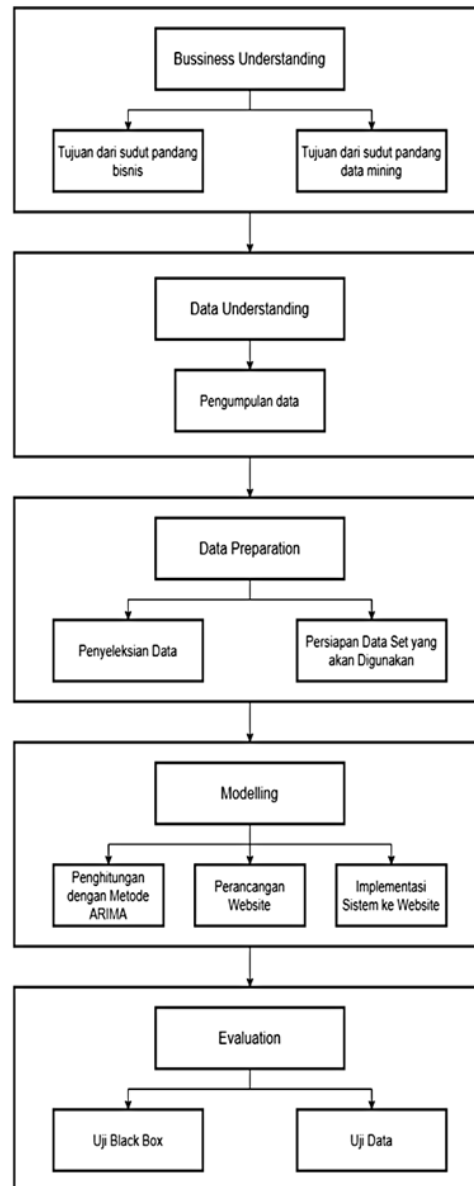 Bussiness Understanding
Tujuan dari sudut pandang
bisnis
Tujuan dari sudut pandang
data mining
Data Understanding
Pengumpulan data
Data Preparation
Penyeleksian Data
Persiapan Data Set yang
akan Digunakan
Modelling
Penghitungan
dengan Metode
ARIMA
Perancangan
Website
Implementasi
Sistem ke Website
Evaluation
Uji Black Box
Uji Data